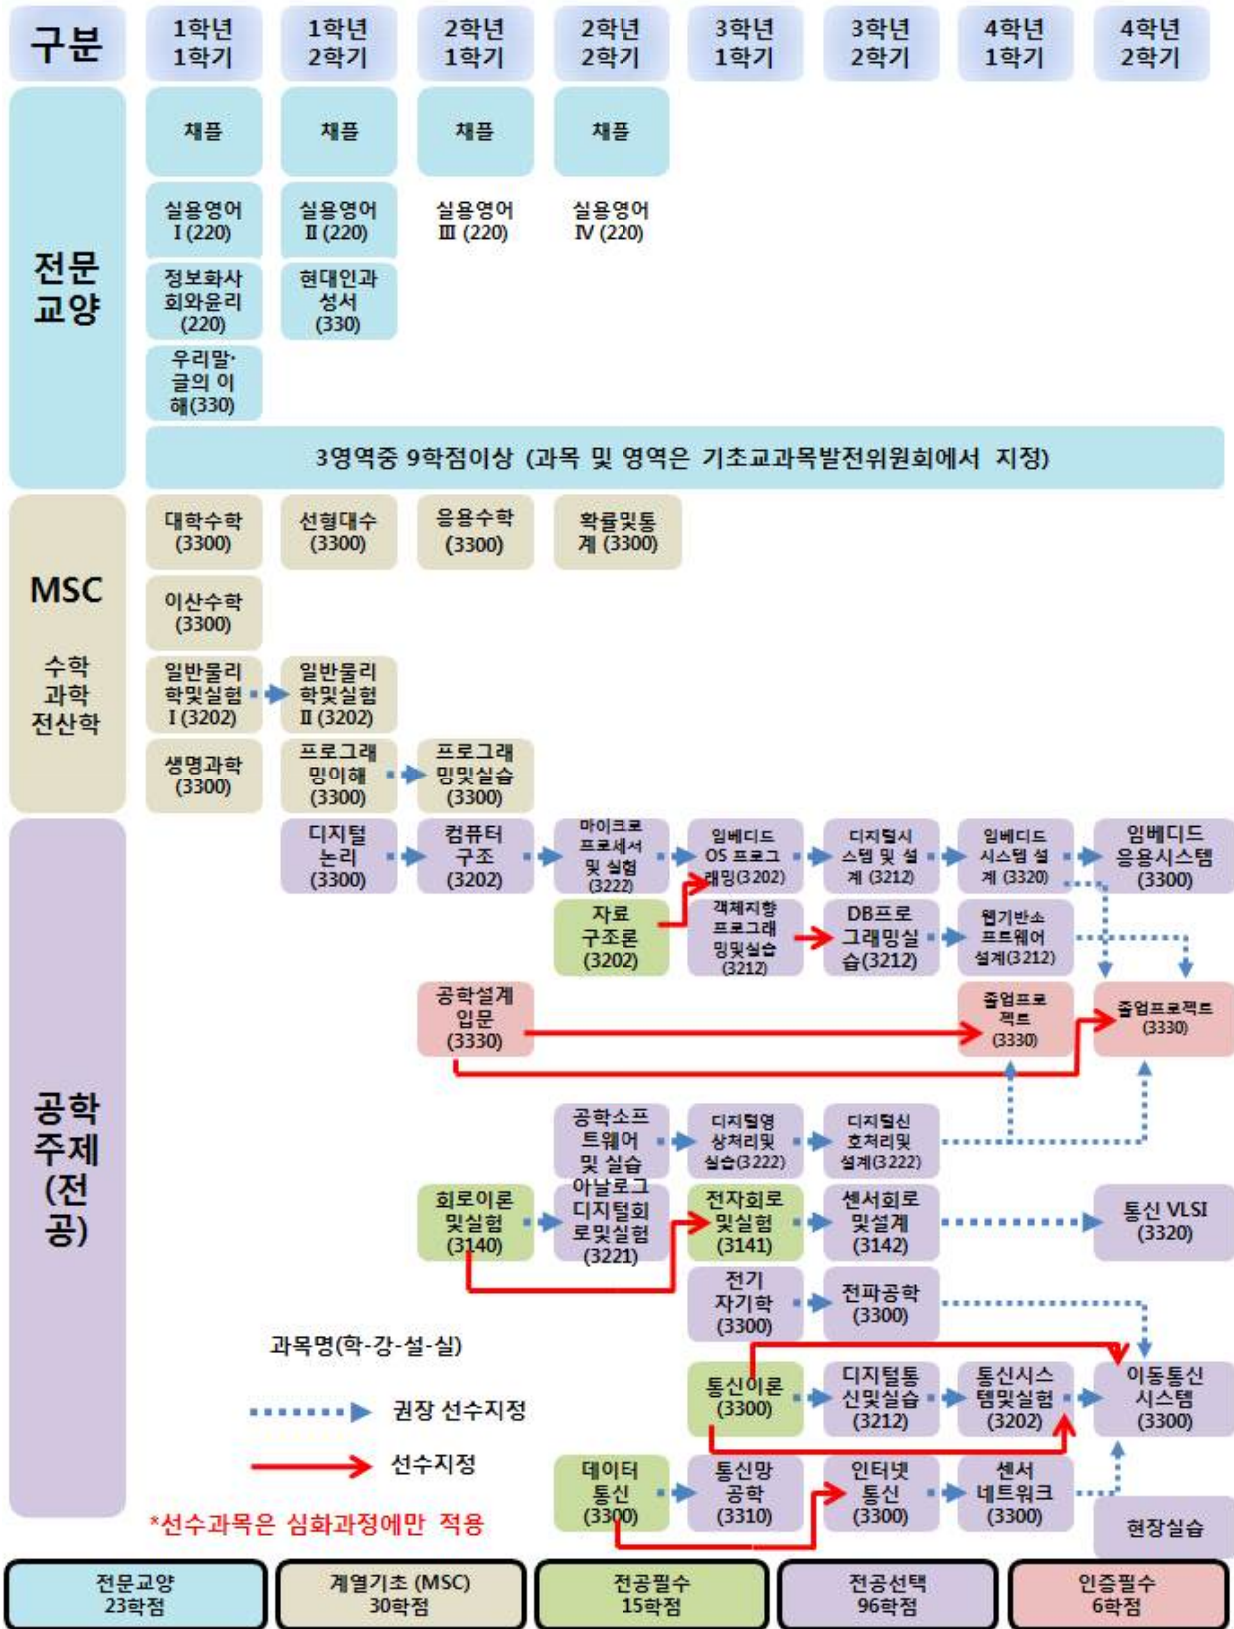 구분
1학년
1학기
1학년
2학기
2학년
1학기
2학년
2학기
3학년
1학기
3학년
2학기
4학년
1학기
4학년
2학기
전문
교양
채플
채플
채플
채플
실용영어
Ⅰ (220)
실용영어
Ⅱ (220)
실용영어
Ⅲ (220)
실용영어
Ⅳ (220)
정보화사
회와윤리
(220)
현대인과
성서
(330)
우리말·
글의 이
해(330)
3영역중 9학점이상 (과목 및 영역은 기초교과목발전위원회에서 지정)
MSC
수학
과학
전산학
대학수학
(3300)
선형대수
(3300)
응용수학
(3300)
확률및통
계 (3300)
이산수학
(3300)
일반물리
학및실험
Ⅰ (3202)
일반물리
학및실험
Ⅱ (3202)
생명과학
(3300)
프로그래
밍이해
(3300)
프로그래
밍및실습
(3300)
공학
주제
(전
공)
디지털
논리
(3300)
컴퓨터
구조
(3202)
마이크로
프로세서
및 실험
(3222)
임베디드
OS 프로그
래밍(3202)
디지털시
스템 및 설
계 (3212)
임베디드
시스템 설
계 (3320)
임베디드
응용시스템
(3300)
자료
구조론
(3202)
객체지향
프로그래
밍및실습
(3212)
DB프로
그래밍실
습(3212)
웹기반소
프트웨어
설계(3212)
공학설계
입문
(3330)
졸업프로
젝트
(3330)
졸업프로젝트
(3330)
공학소프
트웨어
및 실습
디지털영
상처리및
실습(3222)
디지털신
호처리및
설계(3222)
회로이론
및실험
(3140)
아날로그
디지털회
로및실험
(3221)
전자회로
및실험
(3141)
센서회로
및설계
(3142)
통신 VLSI
(3320)
전기
자기학
(3300)
전파공학
(3300)
통신이론
(3300)
디지털통
신및실습
(3212)
통신시스
템및실험
(3202)
이동통신
시스템
(3300)
데이터
통신
(3300)
통신망
공학
(3310)
인터넷
통신
(3300)
센서
네트워크
(3300)
현장실습
과목명(학-강-설-실)
권장 선수지정
선수지정
*선수과목은 심화과정에만 적용
전문교양
23학점
계열기초 (MSC)
30학점
전공필수
15학점
전공선택
96학점
인증필수
6학점